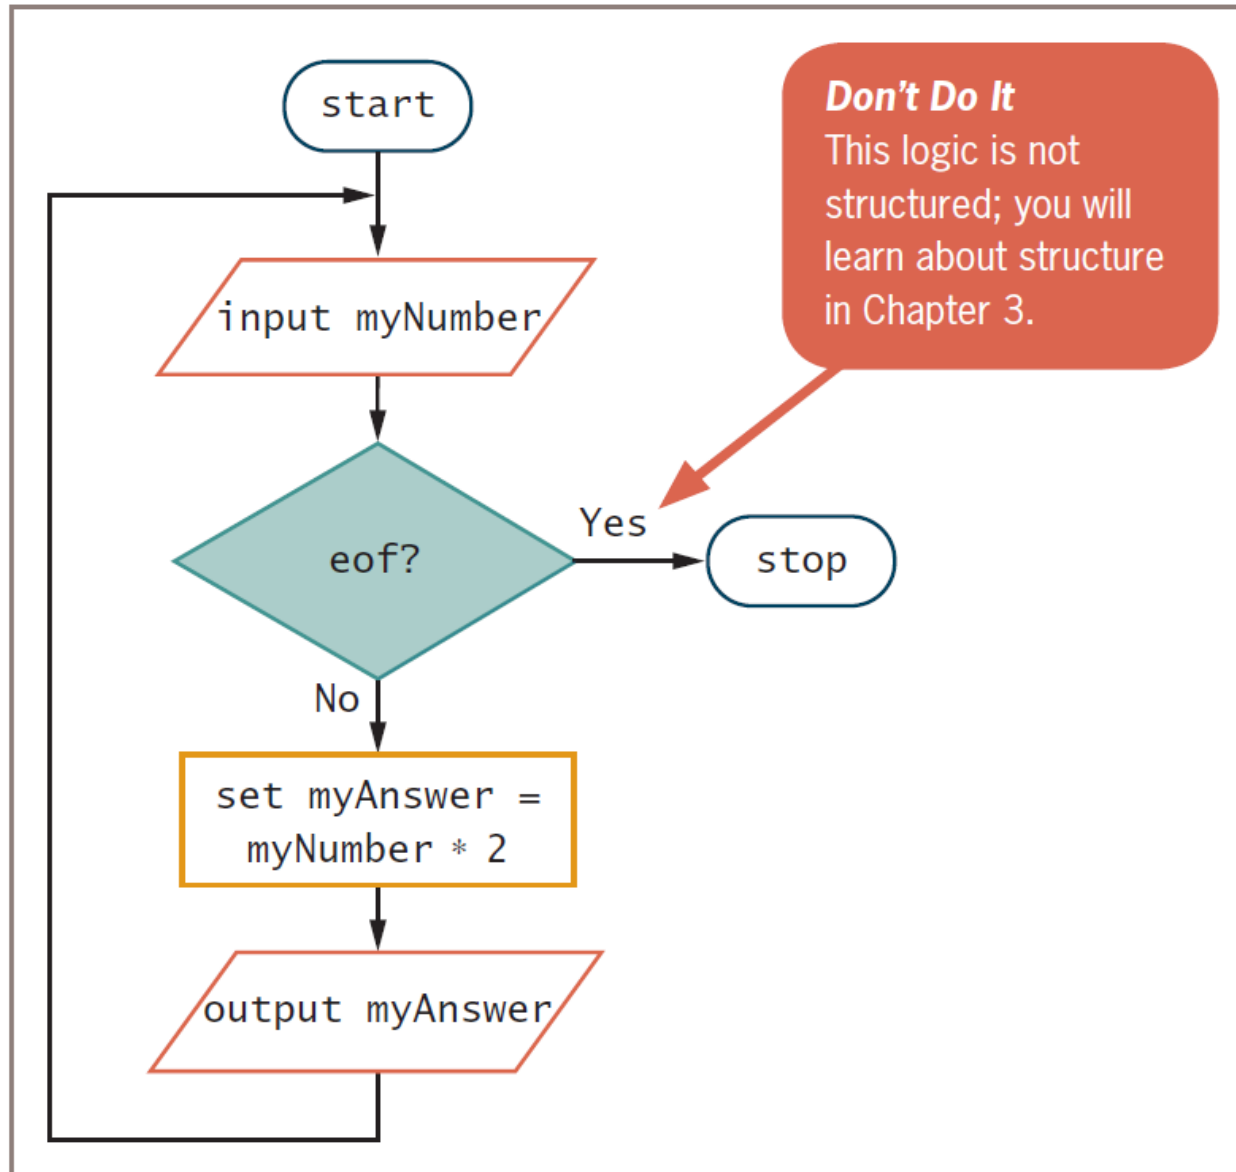 start
Don't Do It
This logic is not
structured; you will
learn about structure
in Chapter 3.
input myNumber
eof?
Yes
stop
No
set myAnswer =
myNumber * 2
output myAnswer